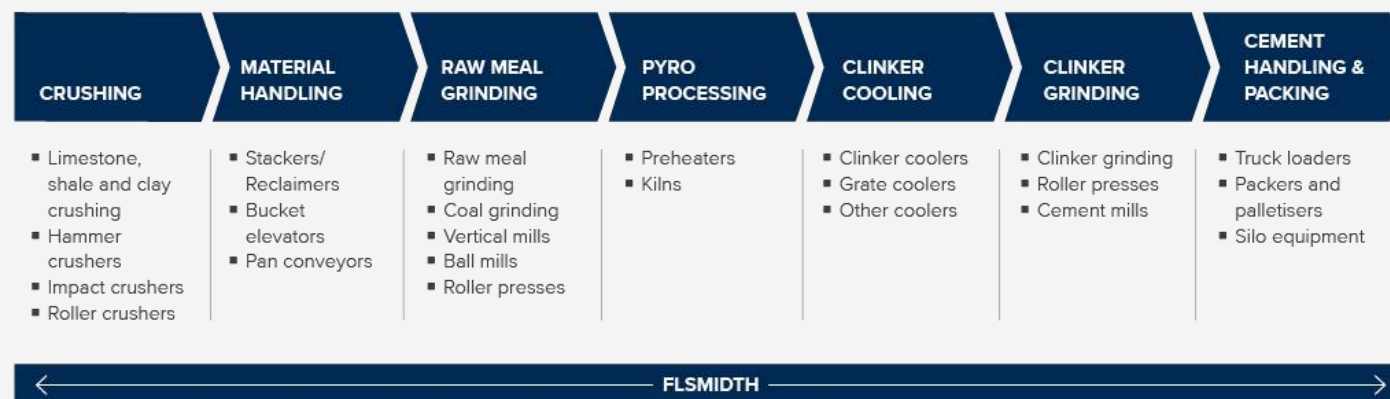 CRUSHING
MATERIAL
HANDLING
RAW MEAL
GRINDING
PYRO
PROCESSING
CLINKER
COOLING
CLINKER
GRINDING
CEMENT
HANDLING &
PACKING
▪ Limestone,
shale and clay
crushing
▪ Hammer
crushers
▪ Impact crushers
▪ Roller crushers
▪ Stackers/
Reclaimers
▪ Bucket
elevators
▪ Pan conveyors
▪ Raw meal
grinding
▪ Coal grinding
▪ Vertical mills
▪ Ball mills
▪ Roller presses
▪ Preheaters
▪ Kilns
▪ Clinker coolers
▪ Grate coolers
▪ Other coolers
▪ Clinker grinding
▪ Roller presses
▪ Cement mills
▪ Truck loaders
▪ Packers and
palletisers
▪ Silo equipment
FLSMIDTH